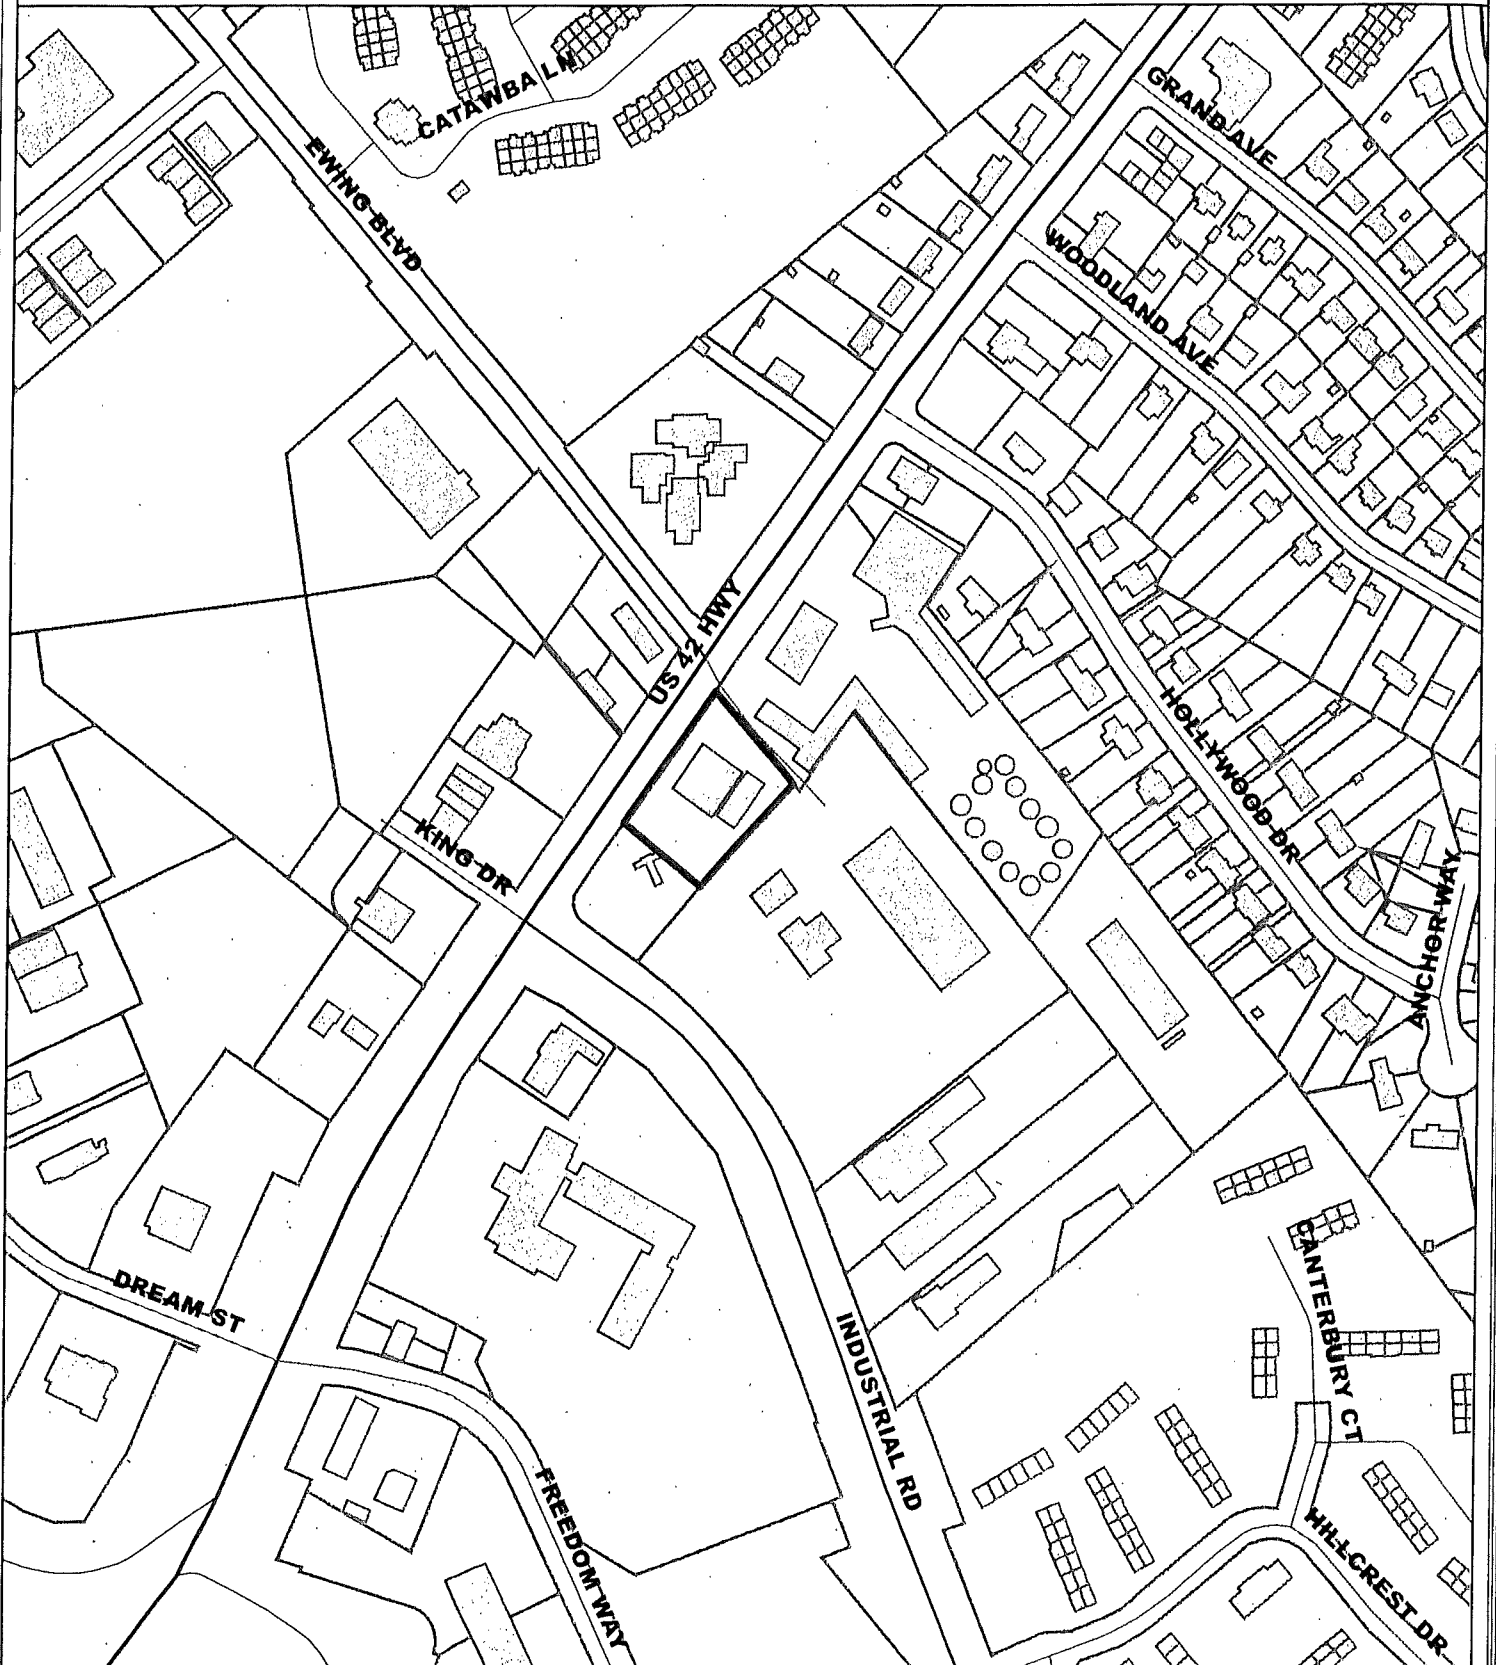 CATAWBA LN
GRAND AVE
EWING BLVD
WOODLAND AVE
US 42 HWY
HOLLYWOOD DR
KING DR
ANCHOR WAY
DREAM ST
CANTERBURY CT
INDUSTRIAL RD
FREEDOM WAY
HILLCREST DR